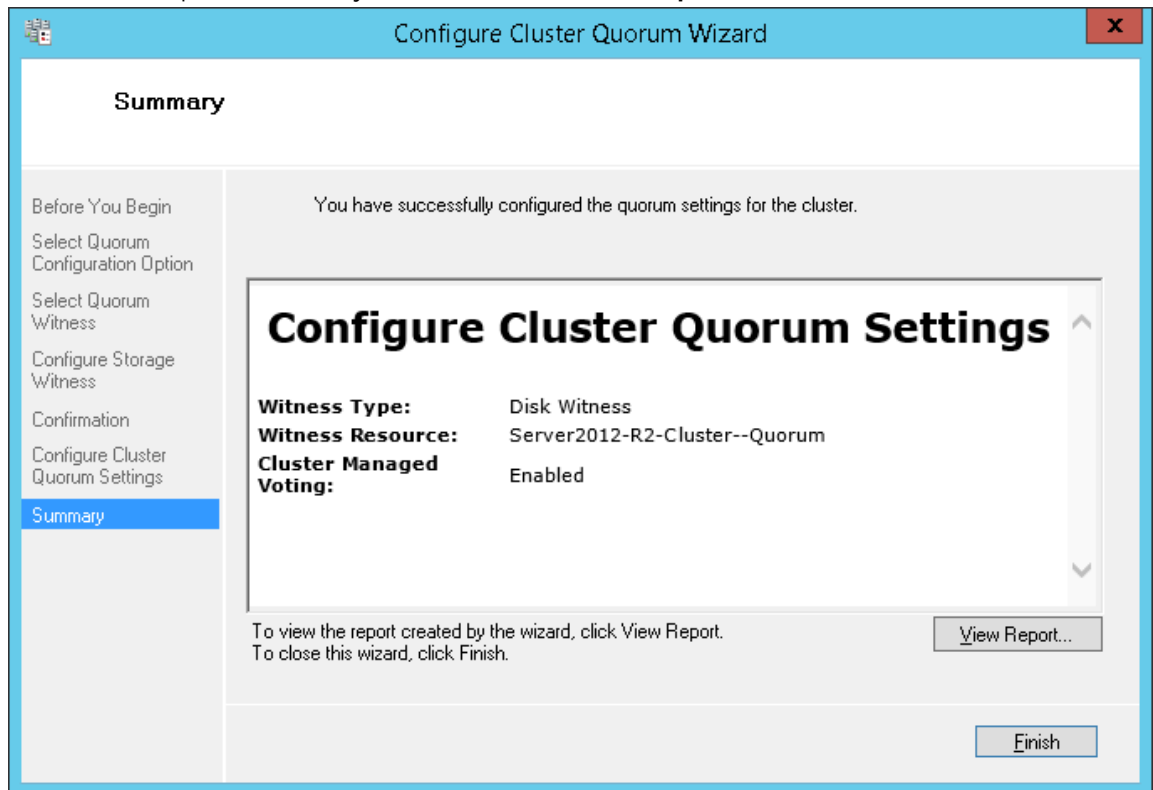 Configure Cluster Quorum Wizard
x
Summary
Before You Begin
Select Quorum
Configuration Option
Select Quorum
Witness
Configure Storage
Witness
Confirmation
Configure Cluster
Quorum Settings
Summary
You have successfully configured the quorum settings for the cluster.
Configure Cluster Quorum Settings
Witness Type: Disk Witness
Witness Resource: Server2012-R2-Cluster--Quorum
Cluster Managed
Voting: Enabled
To view the report created by the wizard, click View Report.
To close this wizard, click Finish.
View Report...
Finish